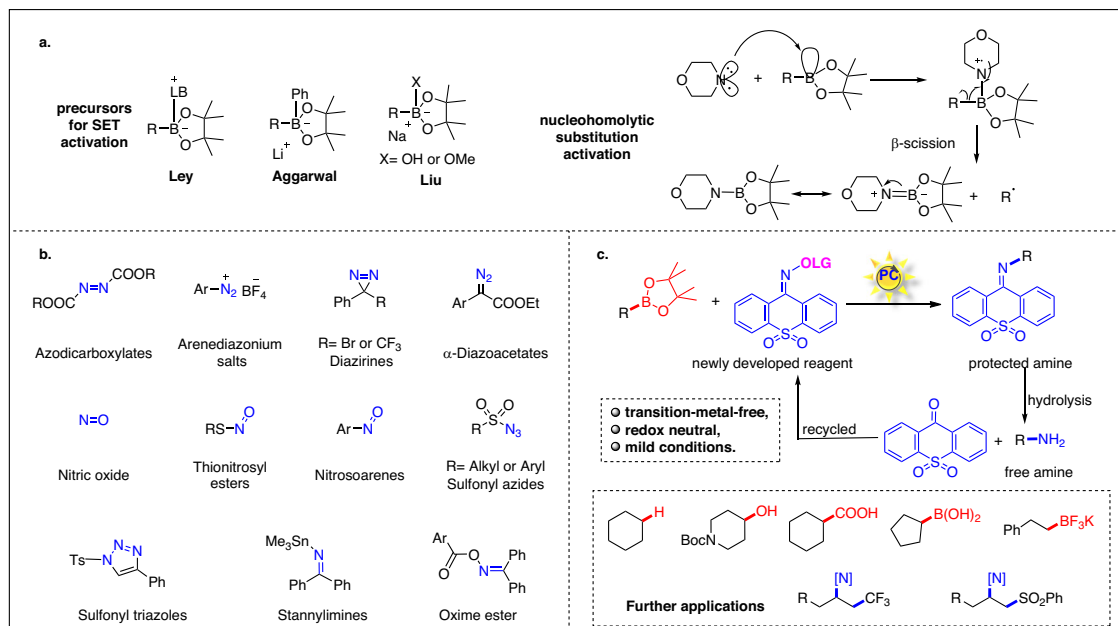 a.
precursors
for SET
activation
+
LB
R
B
−
O
O
Ley
Ph
R
B
−
O
O
Li+
Aggarwal
X
R
B
−
O
O
Na
+
X= OH or OMe
Liu
nucleohomolytic
substitution
activation
O
N
+
R
B
O
O
O
N
+
R
B
O
O
β-scission
O
N
B
O
O
O
N
+
B
−
O
O
+
R•
b.
ROOC
N=N
COOR
Azodicarboxylates
Ar
N2
+
BF4
−
Arenediazonium
salts
N=N
Ph
R
R= Br or CF3
Diazirines
N2
Ar
COOEt
α-Diazoacetates
N=O
Nitric oxide
O
RS
N
Thionitrosyl
esters
O
Ar
N
Nitrosoarenes
O
O
S
R
N3
R= Alkyl or Aryl
Sulfonyl azides
N
N
Ts
N
Ph
Sulfonyl triazoles
Me3Sn
N
Ph
Ph
Stannylimines
Ar
O
O
N
Ph
Ph
Oxime ester
c.
R
B
O
O
+
N
OLG
S
O
O
newly developed reagent
PC
N
R
S
O
O
protected amine
hydrolysis
R
NH2
free amine
+
O
S
O
O
recycled
transition-metal-free,
redox neutral,
mild conditions.
H
OH
BocN
COOH
B(OH)2
Ph
BF3K
Further applications
[N]
R
CF3
[N]
R
SO2Ph